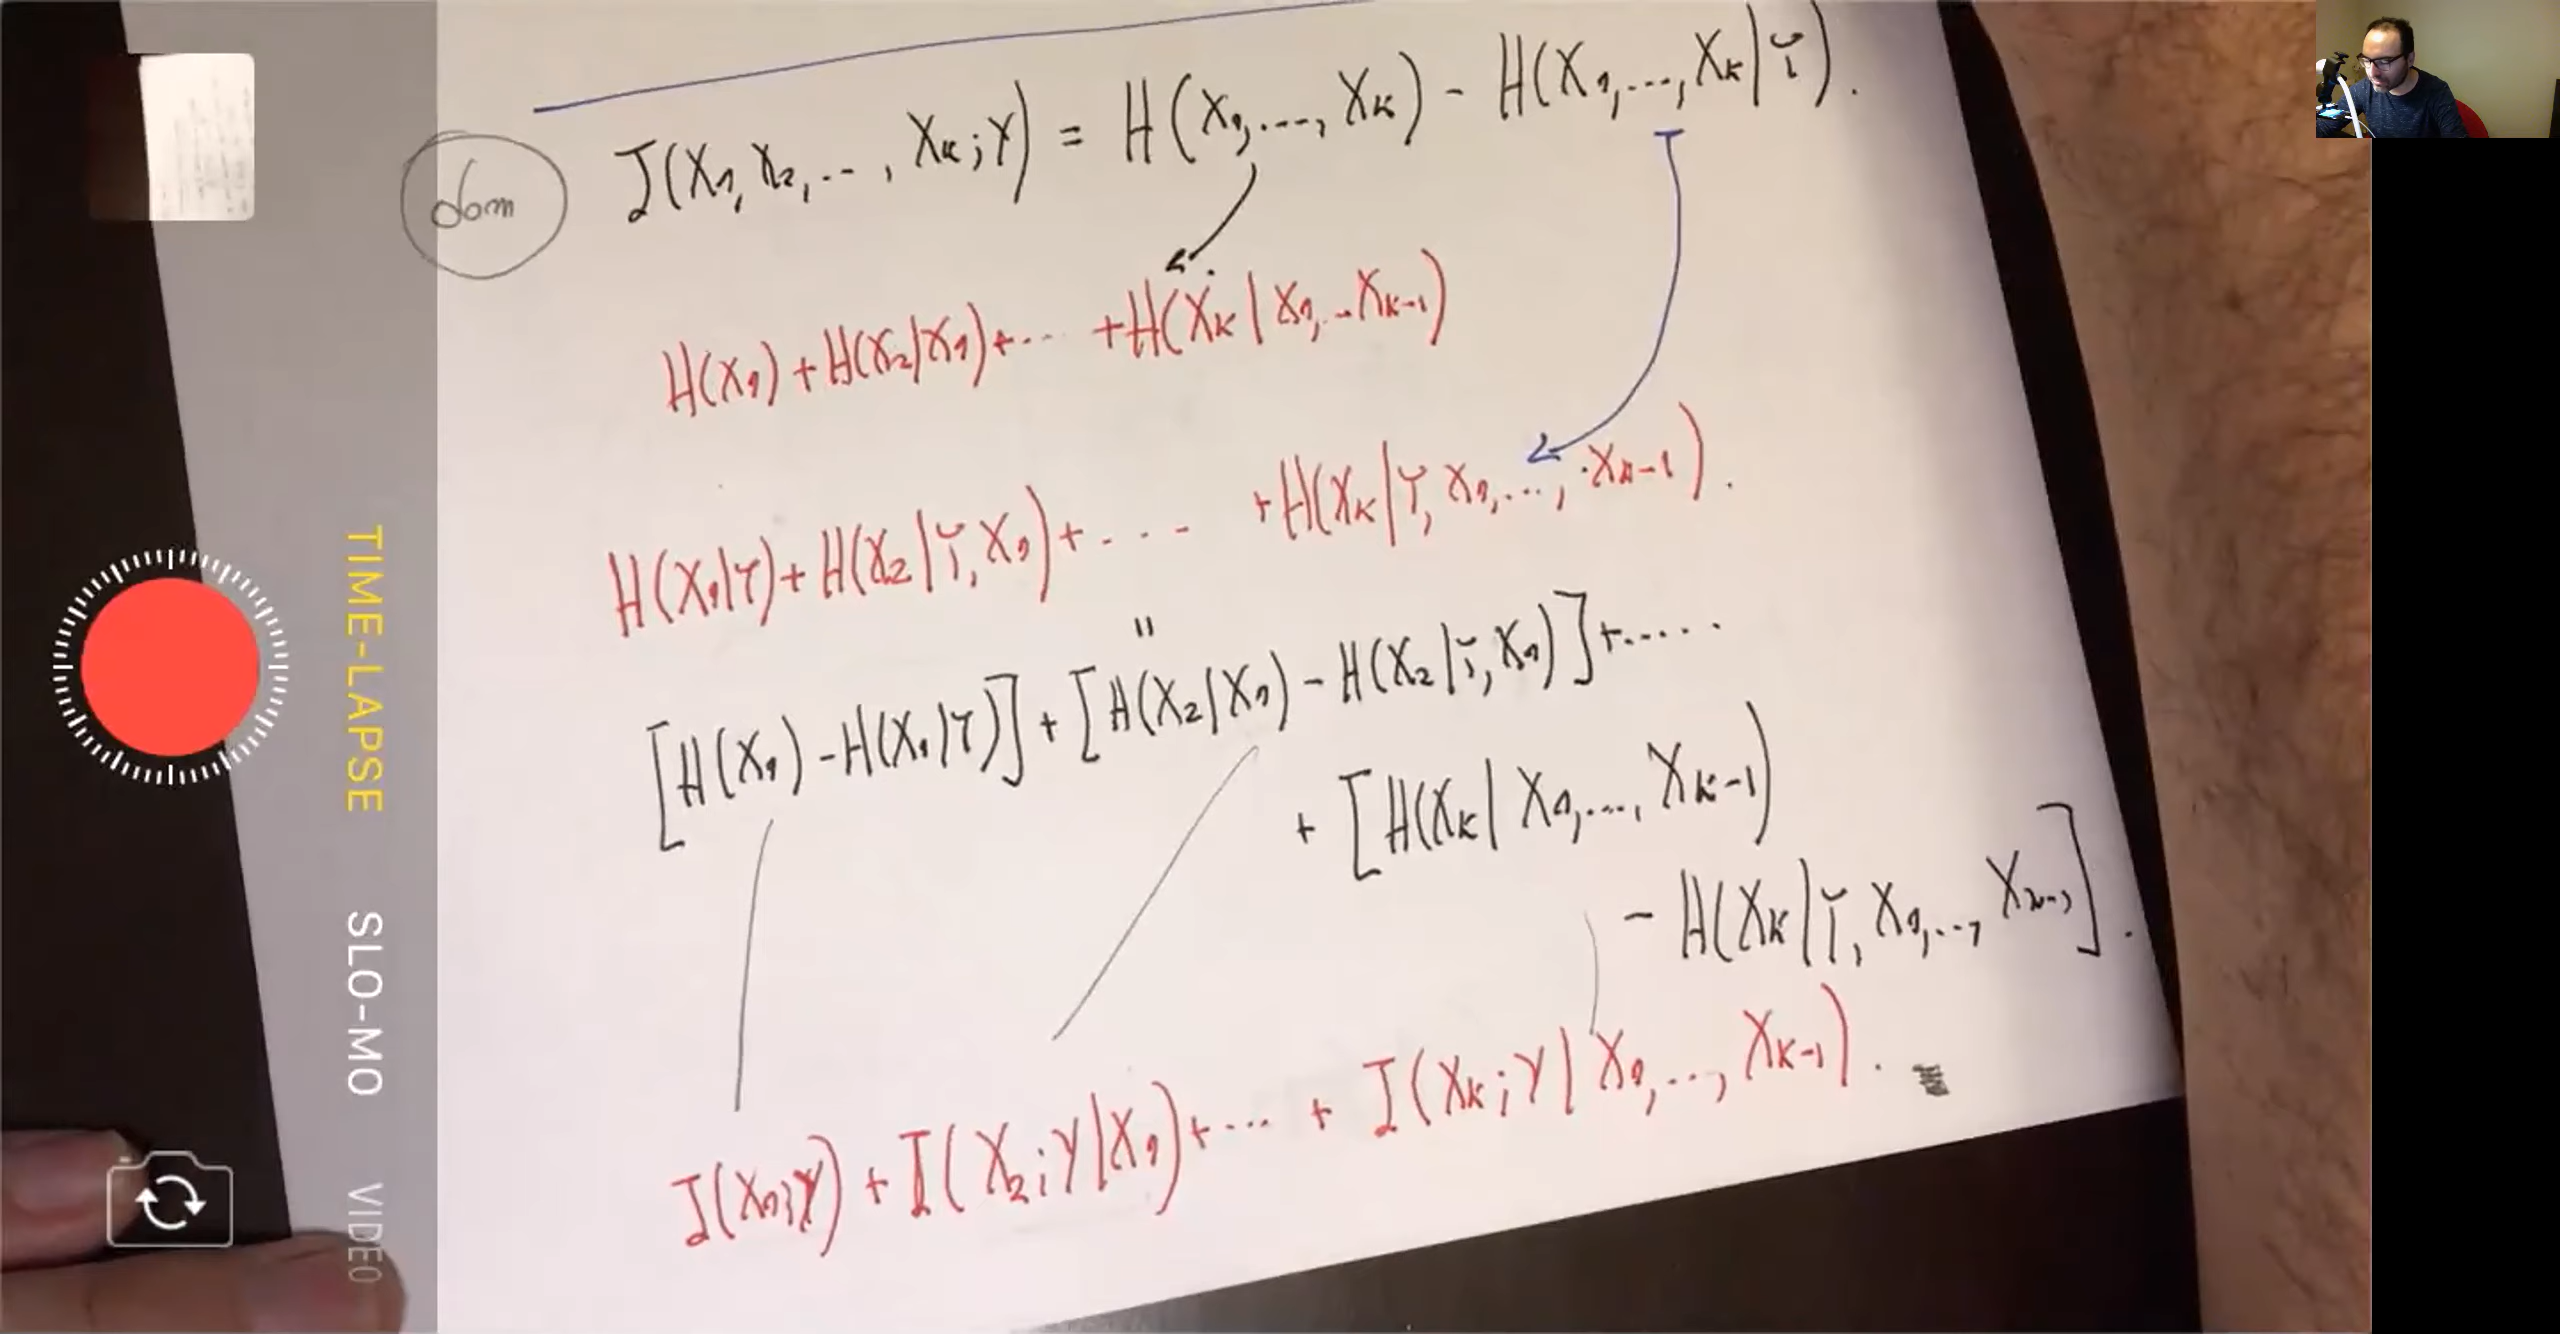 dom
I(X₁, X₂, ..., Xₖ; Y) = H(X₁, ..., Xₖ) - H(X₁, ..., Xₖ | Y).
H(X₁) + H(X₂|X₁) + ... + H(Xₖ | X₁, .. Xₖ₋₁)
H(X₁|Y) + H(X₂|Y, X₁) + .... + H(Xₖ | Y, X₁, ..., Xₖ₋₁).
"
[H(X₁) - H(X₁|Y)] + [H(X₂|X₁) - H(X₂|Y, X₁)] + .....
+ [H(Xₖ | X₁, ..., Xₖ₋₁)
- H(Xₖ | Y, X₁, ..., Xₖ₋₁].
I(X₁; Y) + I(X₂; Y|X₁) + ... + I(Xₖ; Y | X₁, ..., Xₖ₋₁).
TIME-LAPSE
SLO-MO
VIDEO